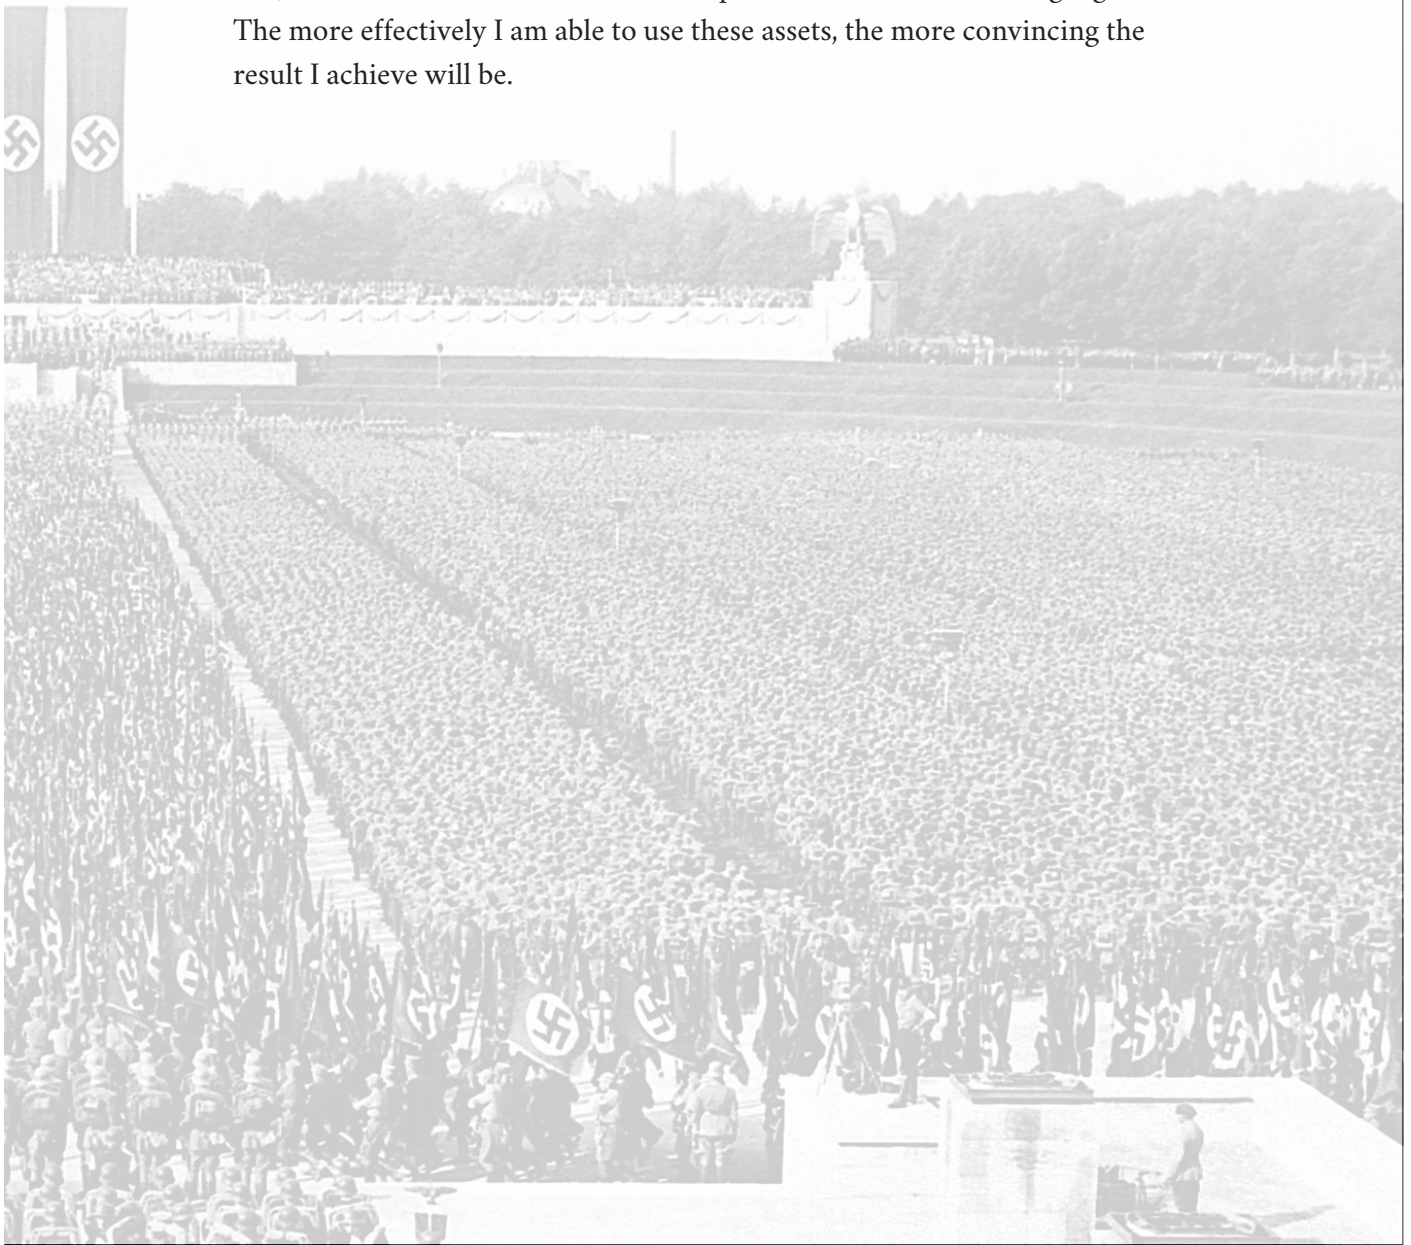 The more effectively I am able to use these assets, the more convincing the
result I achieve will be.